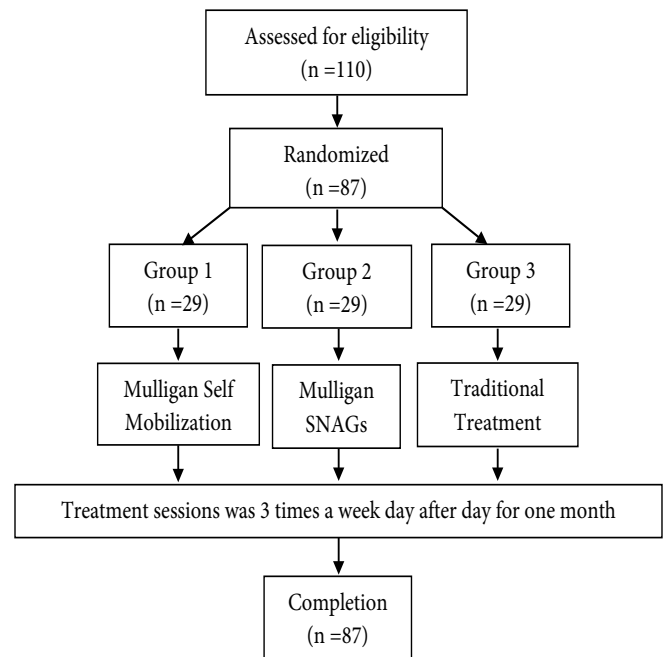 Assessed for eligibility
(n =110)
Randomized
(n =87)
Group 1
(n =29)
Group 2
(n =29)
Group 3
(n =29)
Mulligan Self
Mobilization
Mulligan
SNAGs
Traditional
Treatment
Treatment sessions was 3 times a week day after day for one month
Completion
(n =87)